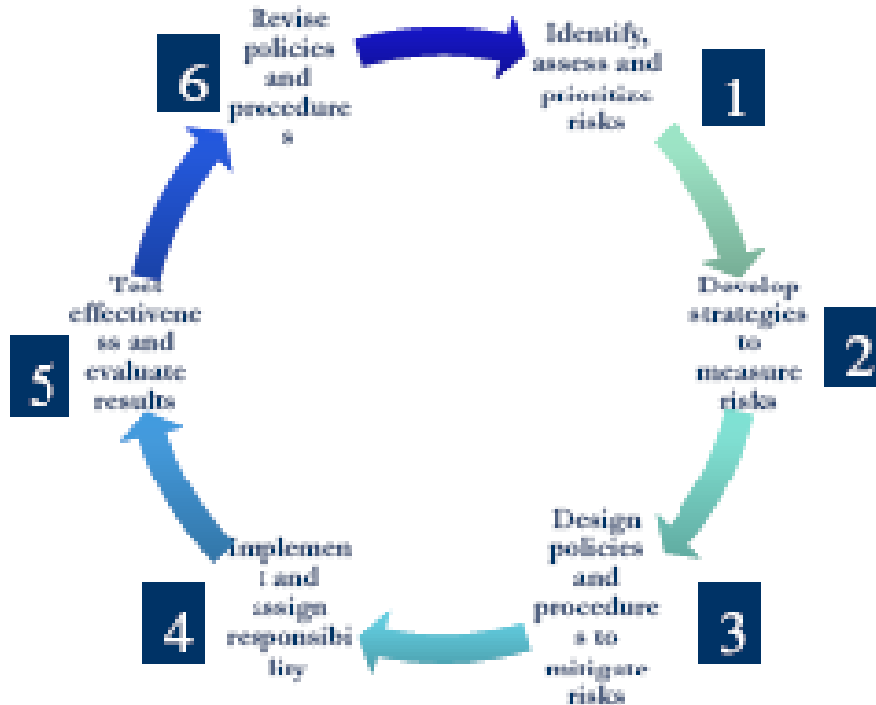 Identify,
assess and
prioritize
risks
1
Develop
strategies
to
measure
risks
2
Design
policies
and
procedure
s to
mitigate
risks
3
Implemen
t and
assign
responsibi
lity
4
Test
effectivene
ss and
evaluate
results
5
Revise
policies
and
procedure
s
6